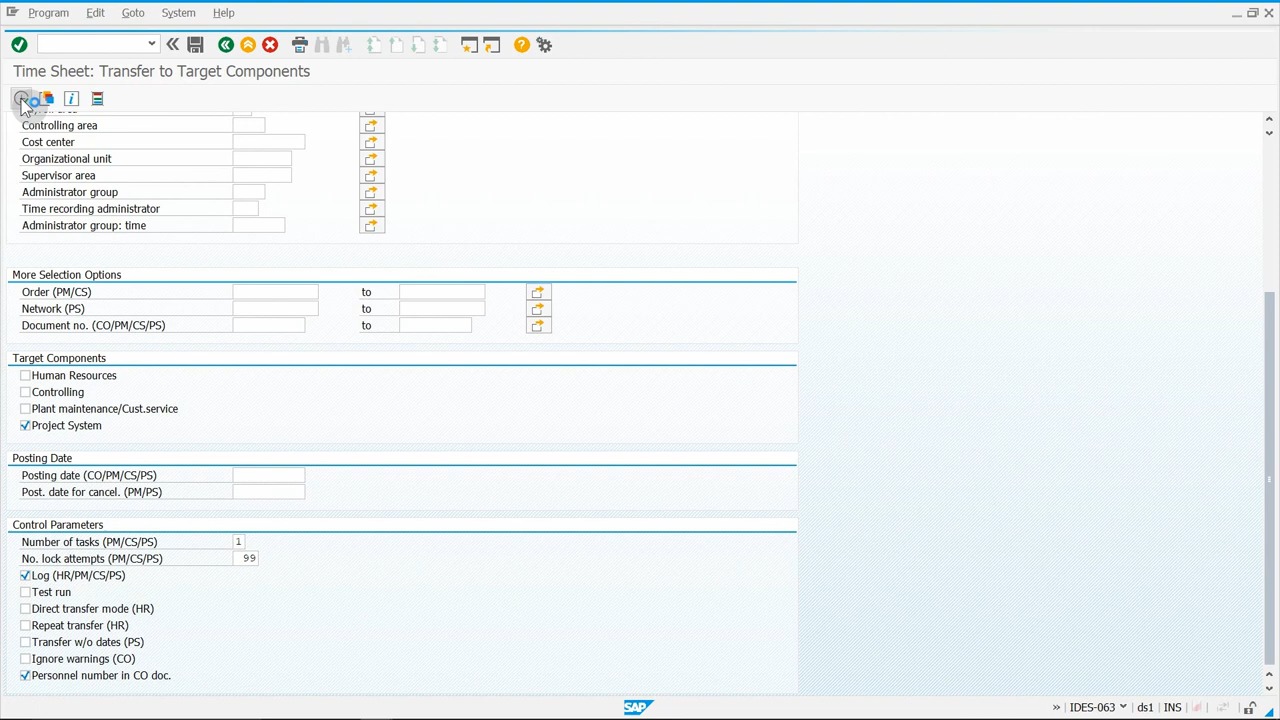 Program Edit Goto System Help
Time Sheet: Transfer to Target Components
Controlling area
Cost center
Organizational unit
Supervisor area
Administrator group
Time recording administrator
Administrator group: time
More Selection Options
Order (PM/CS) to
Network (PS) to
Document no. (CO/PM/CS/PS) to
Target Components
Human Resources
Controlling
Plant maintenance/Cust.service
Project System
Posting Date
Posting date (CO/PM/CS/PS)
Post. date for cancel. (PM/PS)
Control Parameters
Number of tasks (PM/CS/PS) 1
No. lock attempts (PM/CS/PS) 99
Log (HR/PM/CS/PS)
Test run
Direct transfer mode (HR)
Repeat transfer (HR)
Transfer w/o dates (PS)
Ignore warnings (CO)
Personnel number in CO doc.
SAP » IDES-063 ds1 INS